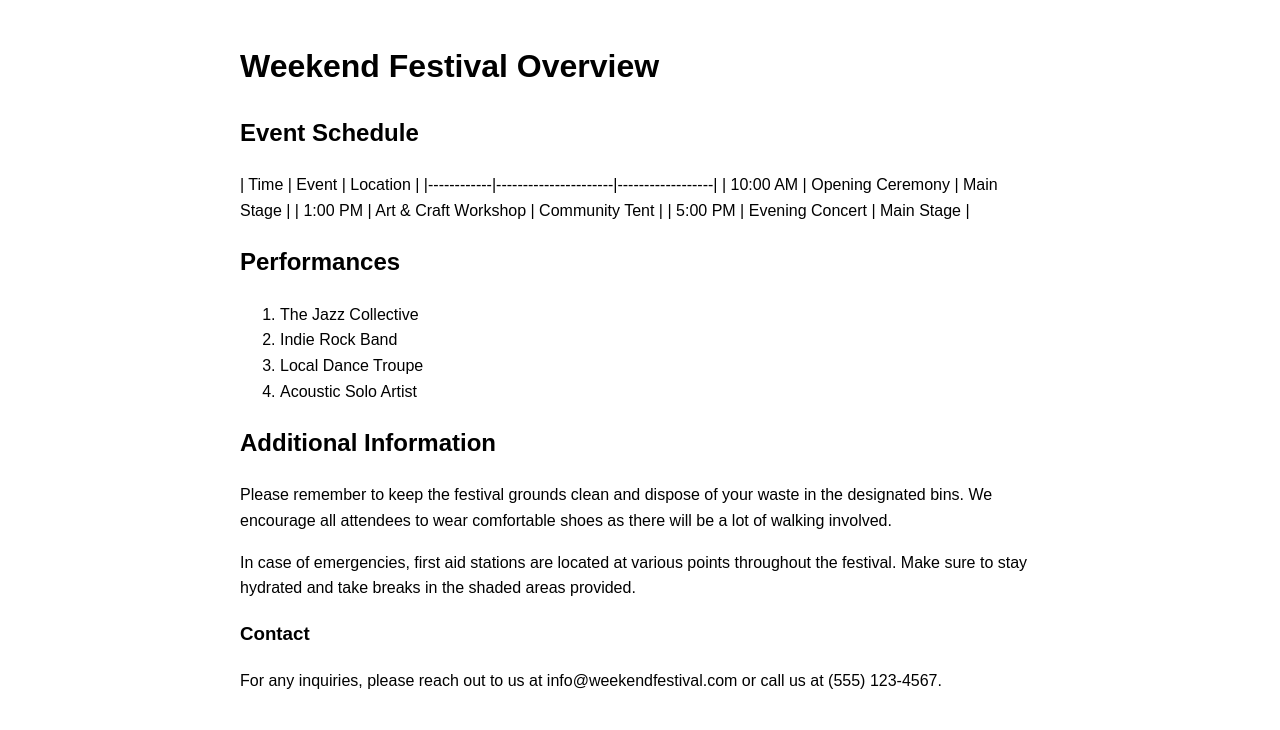 Weekend Festival Overview
Event Schedule
| Time | Event | Location | |------------|----------------------|------------------| | 10:00 AM | Opening Ceremony | Main
Stage | | 1:00 PM | Art & Craft Workshop | Community Tent | | 5:00 PM | Evening Concert | Main Stage |
Performances
1. The Jazz Collective
2. Indie Rock Band
3. Local Dance Troupe
4. Acoustic Solo Artist
Additional Information
Please remember to keep the festival grounds clean and dispose of your waste in the designated bins. We
encourage all attendees to wear comfortable shoes as there will be a lot of walking involved.
In case of emergencies, first aid stations are located at various points throughout the festival. Make sure to stay
hydrated and take breaks in the shaded areas provided.
Contact
For any inquiries, please reach out to us at info@weekendfestival.com or call us at (555) 123-4567.